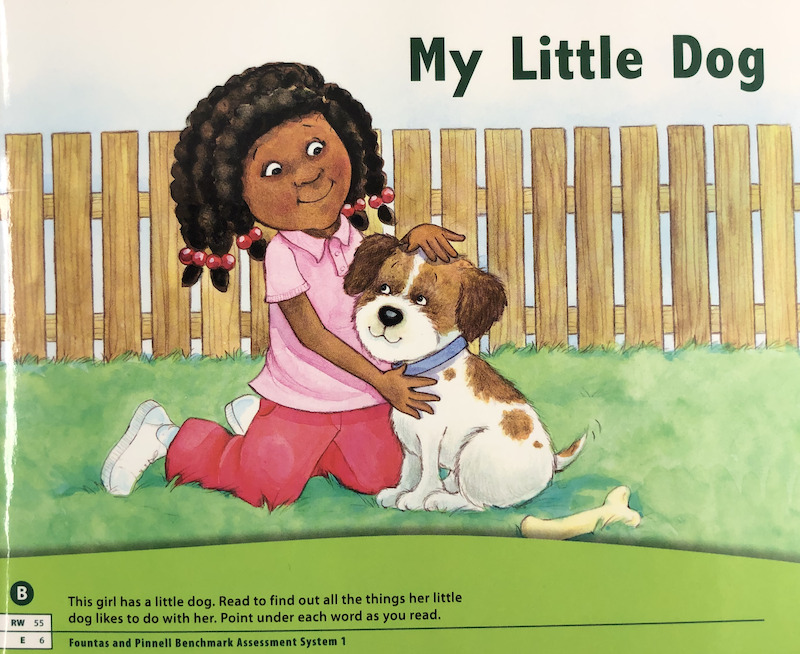 My Little Dog
B
This girl has a little dog. Read to find out all the things her little
dog likes to do with her. Point under each word as you read.
RW 55
E 6
Fountas and Pinnell Benchmark Assessment System 1